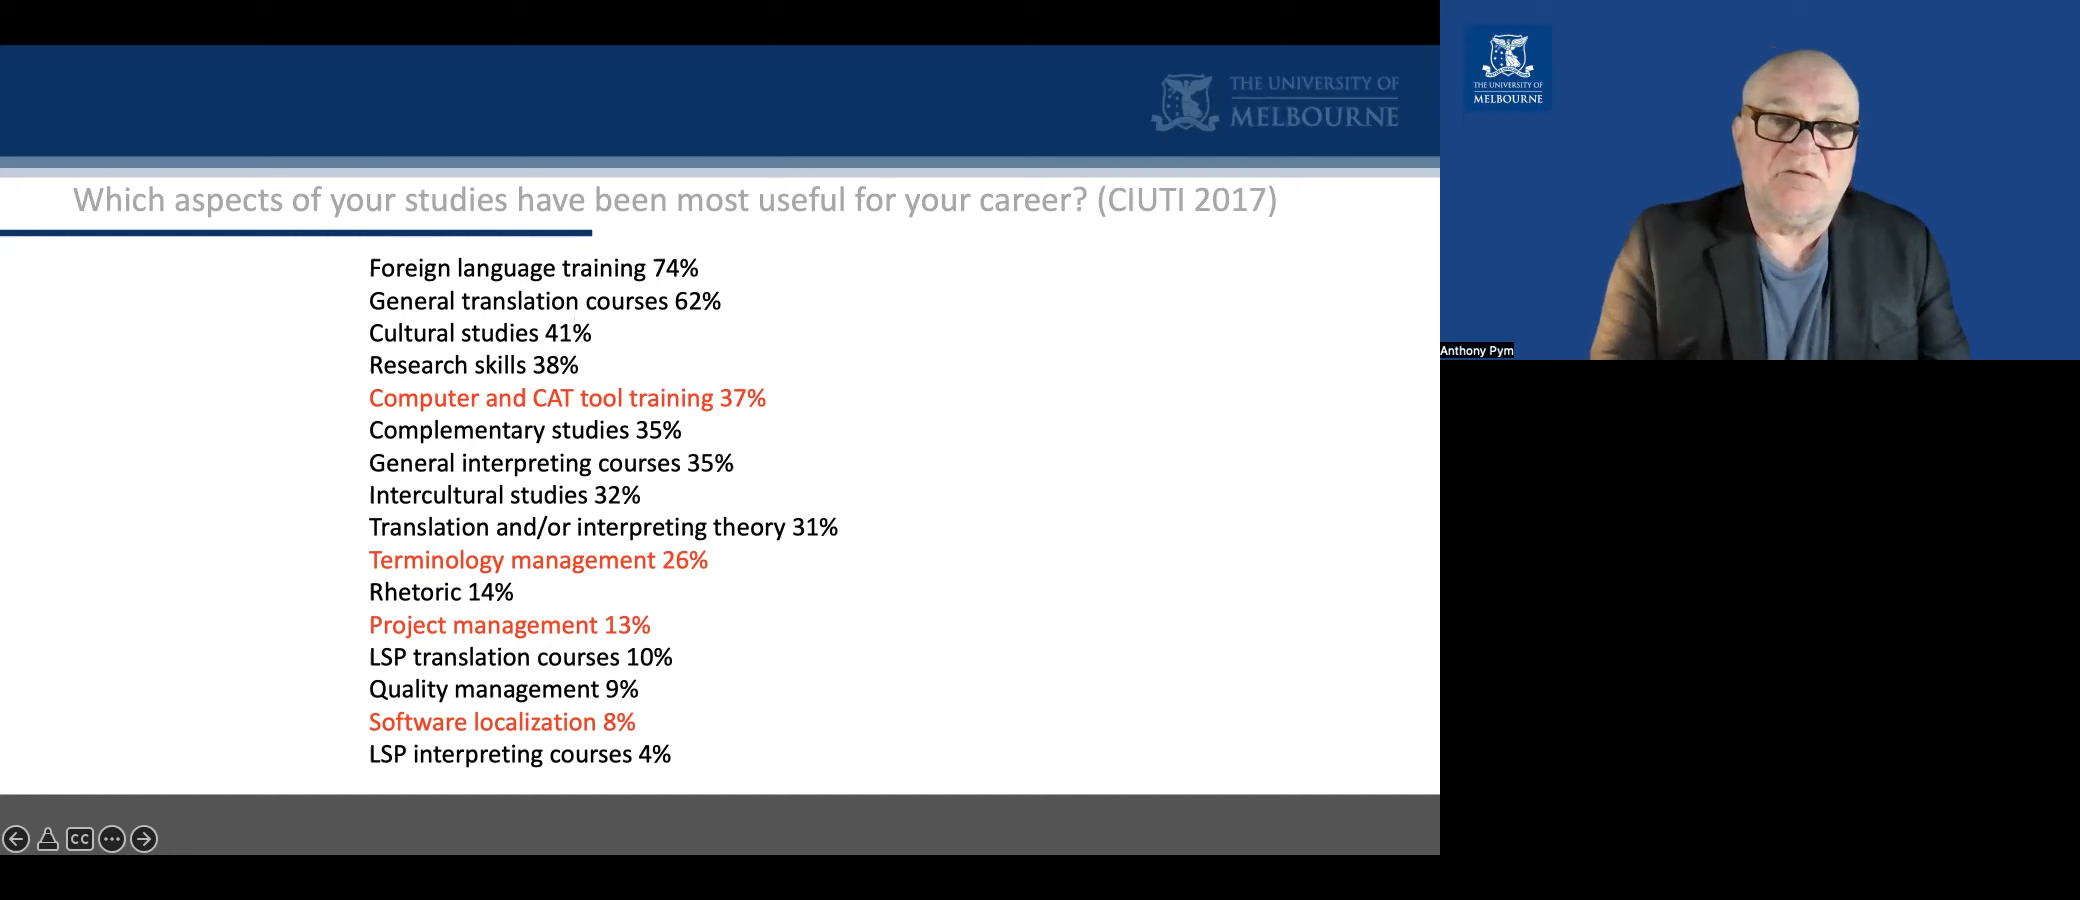 THE UNIVERSITY OF
MELBOURNE
Which aspects of your studies have been most useful for your career? (CIUTI 2017)
Foreign language training 74%
General translation courses 62%
Cultural studies 41%
Research skills 38%
Computer and CAT tool training 37%
Complementary studies 35%
General interpreting courses 35%
Intercultural studies 32%
Translation and/or interpreting theory 31%
Terminology management 26%
Rhetoric 14%
Project management 13%
LSP translation courses 10%
Quality management 9%
Software localization 8%
LSP interpreting courses 4%
CC
THE UNIVERSITY OF
MELBOURNE
Anthony Pym